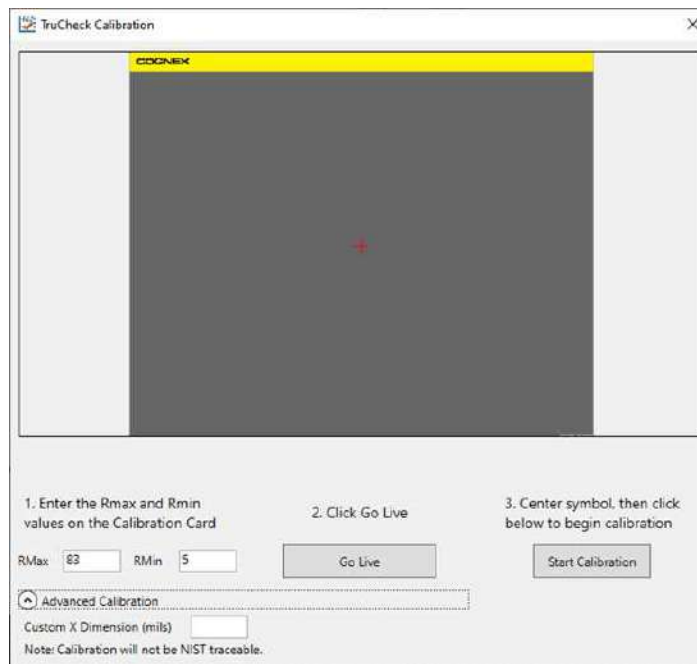 TruCheck Calibration
COGNEX
1. Enter the Rmax and Rmin
values on the Calibration Card
2. Click Go Live
3. Center symbol, then click
below to begin calibration
RMax 83 RMin 5
Go Live
Start Calibration
Advanced Calibration
Custom X Dimension (mils)
Note: Calibration will not be NIST traceable.